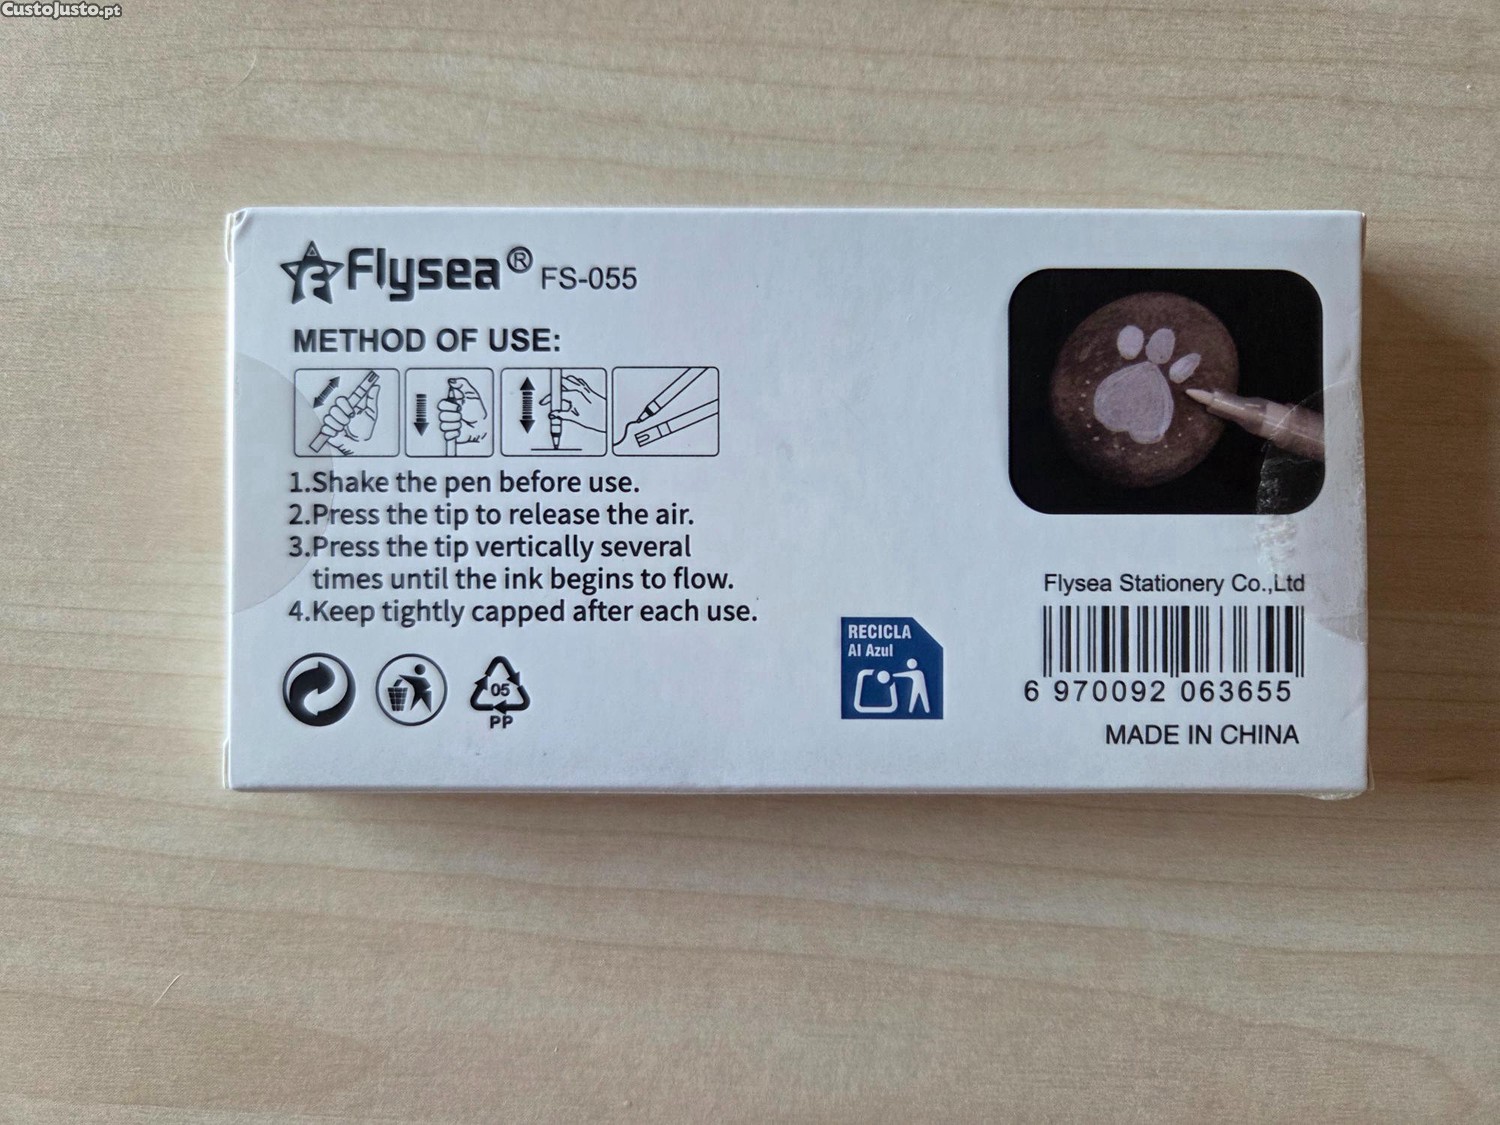 CustoJusto.pt
Flysea® FS-055
METHOD OF USE:
1.Shake the pen before use.
2.Press the tip to release the air.
3.Press the tip vertically several
times until the ink begins to flow.
4.Keep tightly capped after each use.
05
PP
RECICLA
Al Azul
Flysea Stationery Co.,Ltd
6 970092 063655
MADE IN CHINA